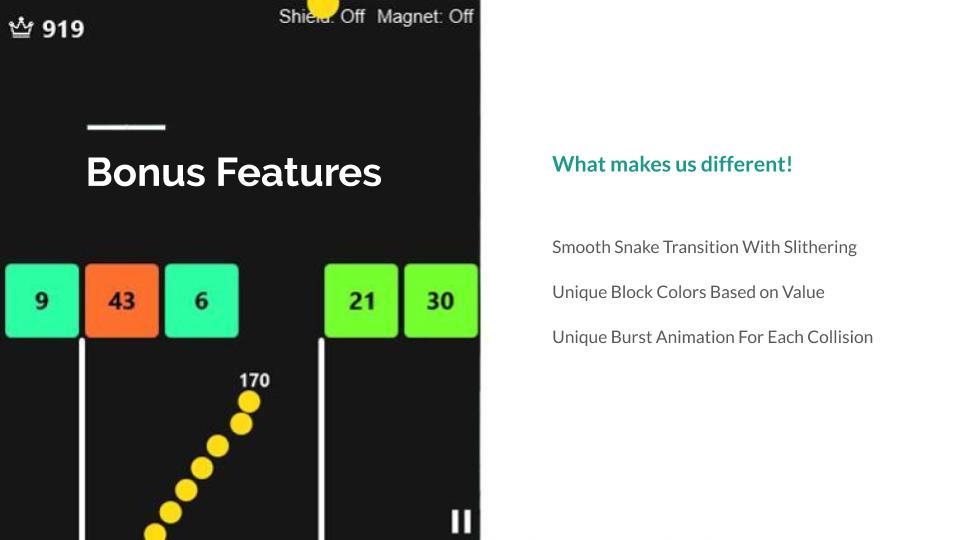 919
Shield: Off Magnet: Off
Bonus Features
9 43 6 21 30
170
What makes us different!
Smooth Snake Transition With Slithering
Unique Block Colors Based on Value
Unique Burst Animation For Each Collision